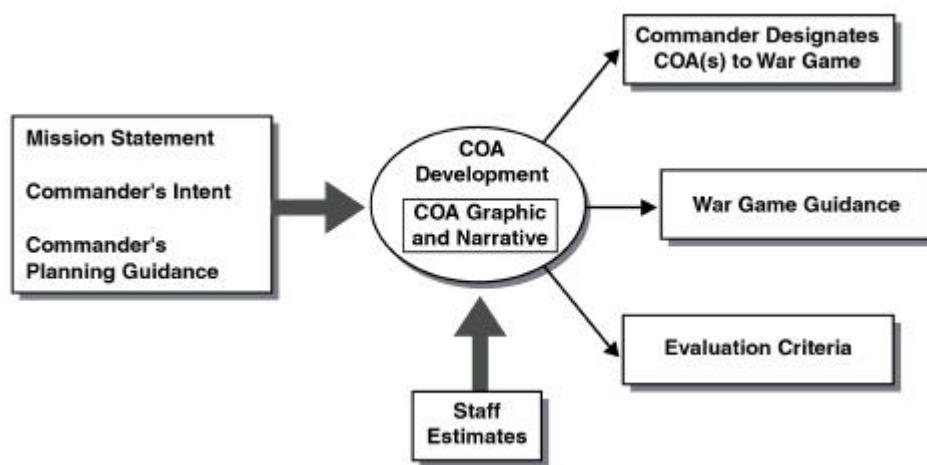 Mission Statement
Commander's Intent
Commander's
Planning Guidance
COA
Development
COA Graphic
and Narrative
Staff
Estimates
Commander Designates
COA(s) to War Game
War Game Guidance
Evaluation Criteria